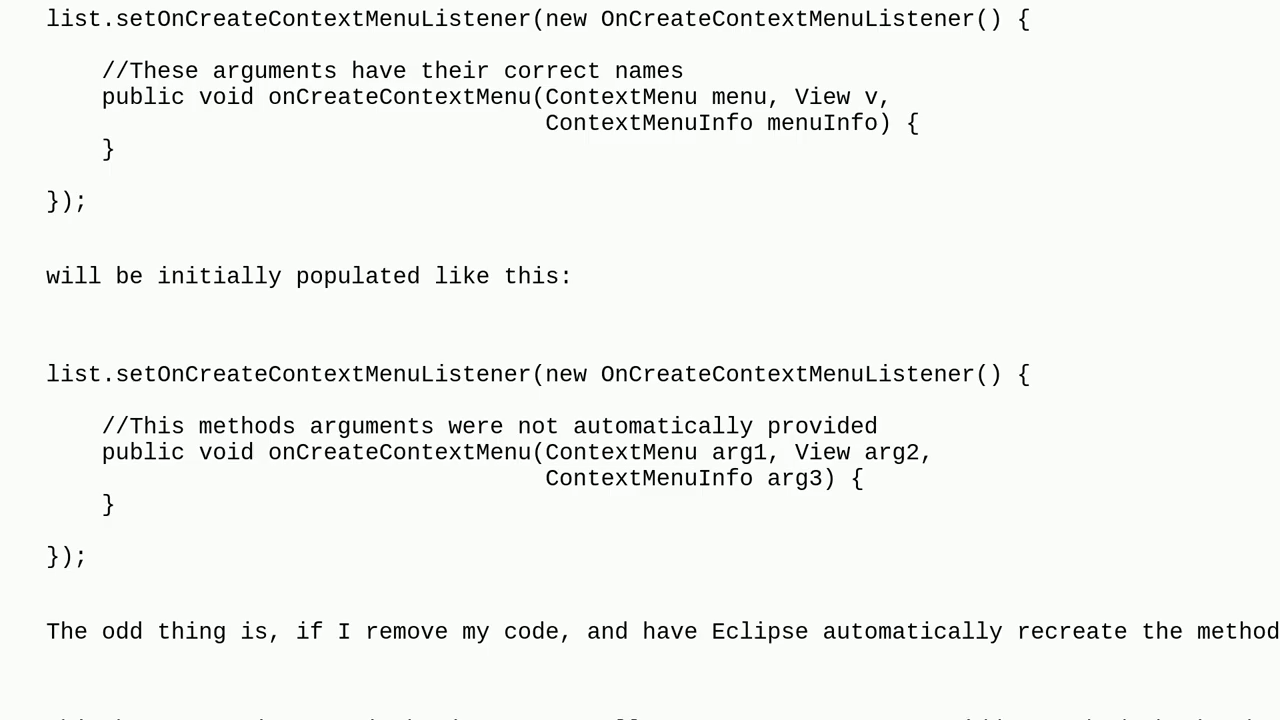 list.setOnCreateContextMenuListener(new OnCreateContextMenuListener() {
//These arguments have their correct names
public void onCreateContextMenu(ContextMenu menu, View v,
ContextMenuInfo menuInfo) {
}
});
will be initially populated like this:
list.setOnCreateContextMenuListener(new OnCreateContextMenuListener() {
//This methods arguments were not automatically provided
public void onCreateContextMenu(ContextMenu arg1, View arg2,
ContextMenuInfo arg3) {
}
});
The odd thing is, if I remove my code, and have Eclipse automatically recreate the method